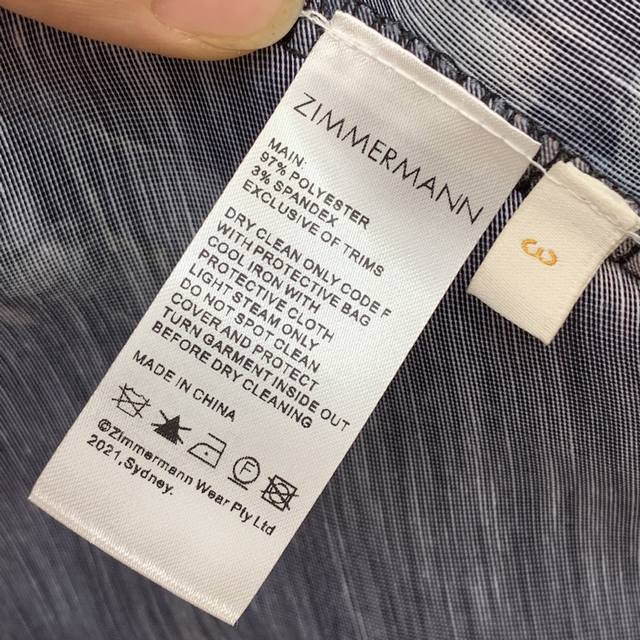 ZIMMERMANN
MAIN:
97% POLYESTER
3% SPANDEX
EXCLUSIVE OF TRIMS
DRY CLEAN ONLY CODE F
WITH PROTECTIVE BAG
COOL IRON WITH
PROTECTIVE CLOTH
LIGHT STEAM ONLY
DO NOT SPOT CLEAN
COVER AND PROTECT
TURN GARMENT INSIDE OUT
BEFORE DRY CLEANING
MADE IN CHINA
F
©Zimmermann Wear Pty Ltd
2021,Sydney.
3